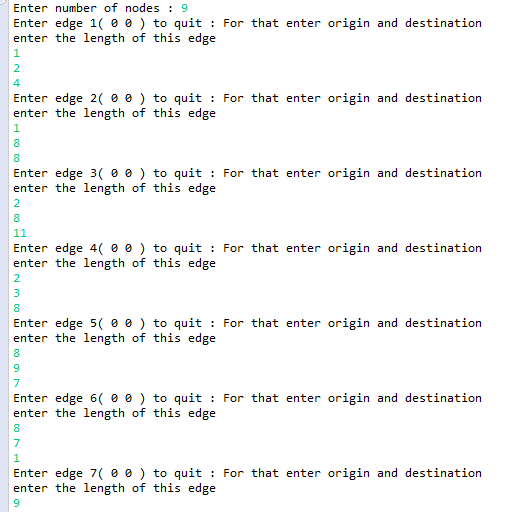 Enter number of nodes : 9
Enter edge 1( 0 0 ) to quit : For that enter origin and destination
enter the length of this edge
1
2
4
Enter edge 2( 0 0 ) to quit : For that enter origin and destination
enter the length of this edge
1
8
8
Enter edge 3( 0 0 ) to quit : For that enter origin and destination
enter the length of this edge
2
8
11
Enter edge 4( 0 0 ) to quit : For that enter origin and destination
enter the length of this edge
2
3
8
Enter edge 5( 0 0 ) to quit : For that enter origin and destination
enter the length of this edge
8
9
7
Enter edge 6( 0 0 ) to quit : For that enter origin and destination
enter the length of this edge
8
7
1
Enter edge 7( 0 0 ) to quit : For that enter origin and destination
enter the length of this edge
9